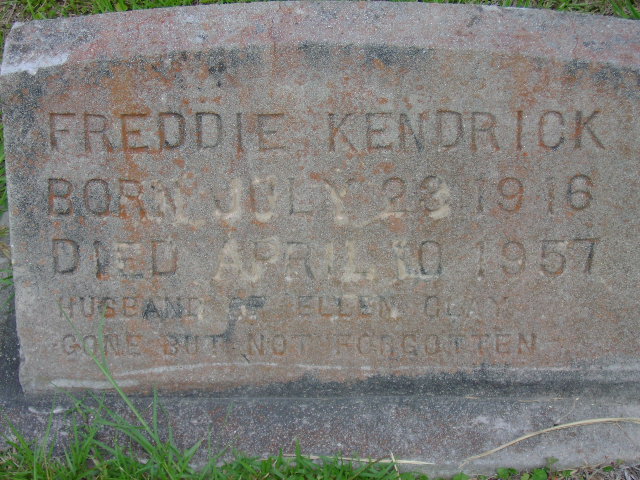 FREDDIE KENDRICK
BORN JULY 23 1916
DIED APRIL 10 1957
HUSBAND OF ELLEN CLAY
GONE BUT NOT FORGOTTEN